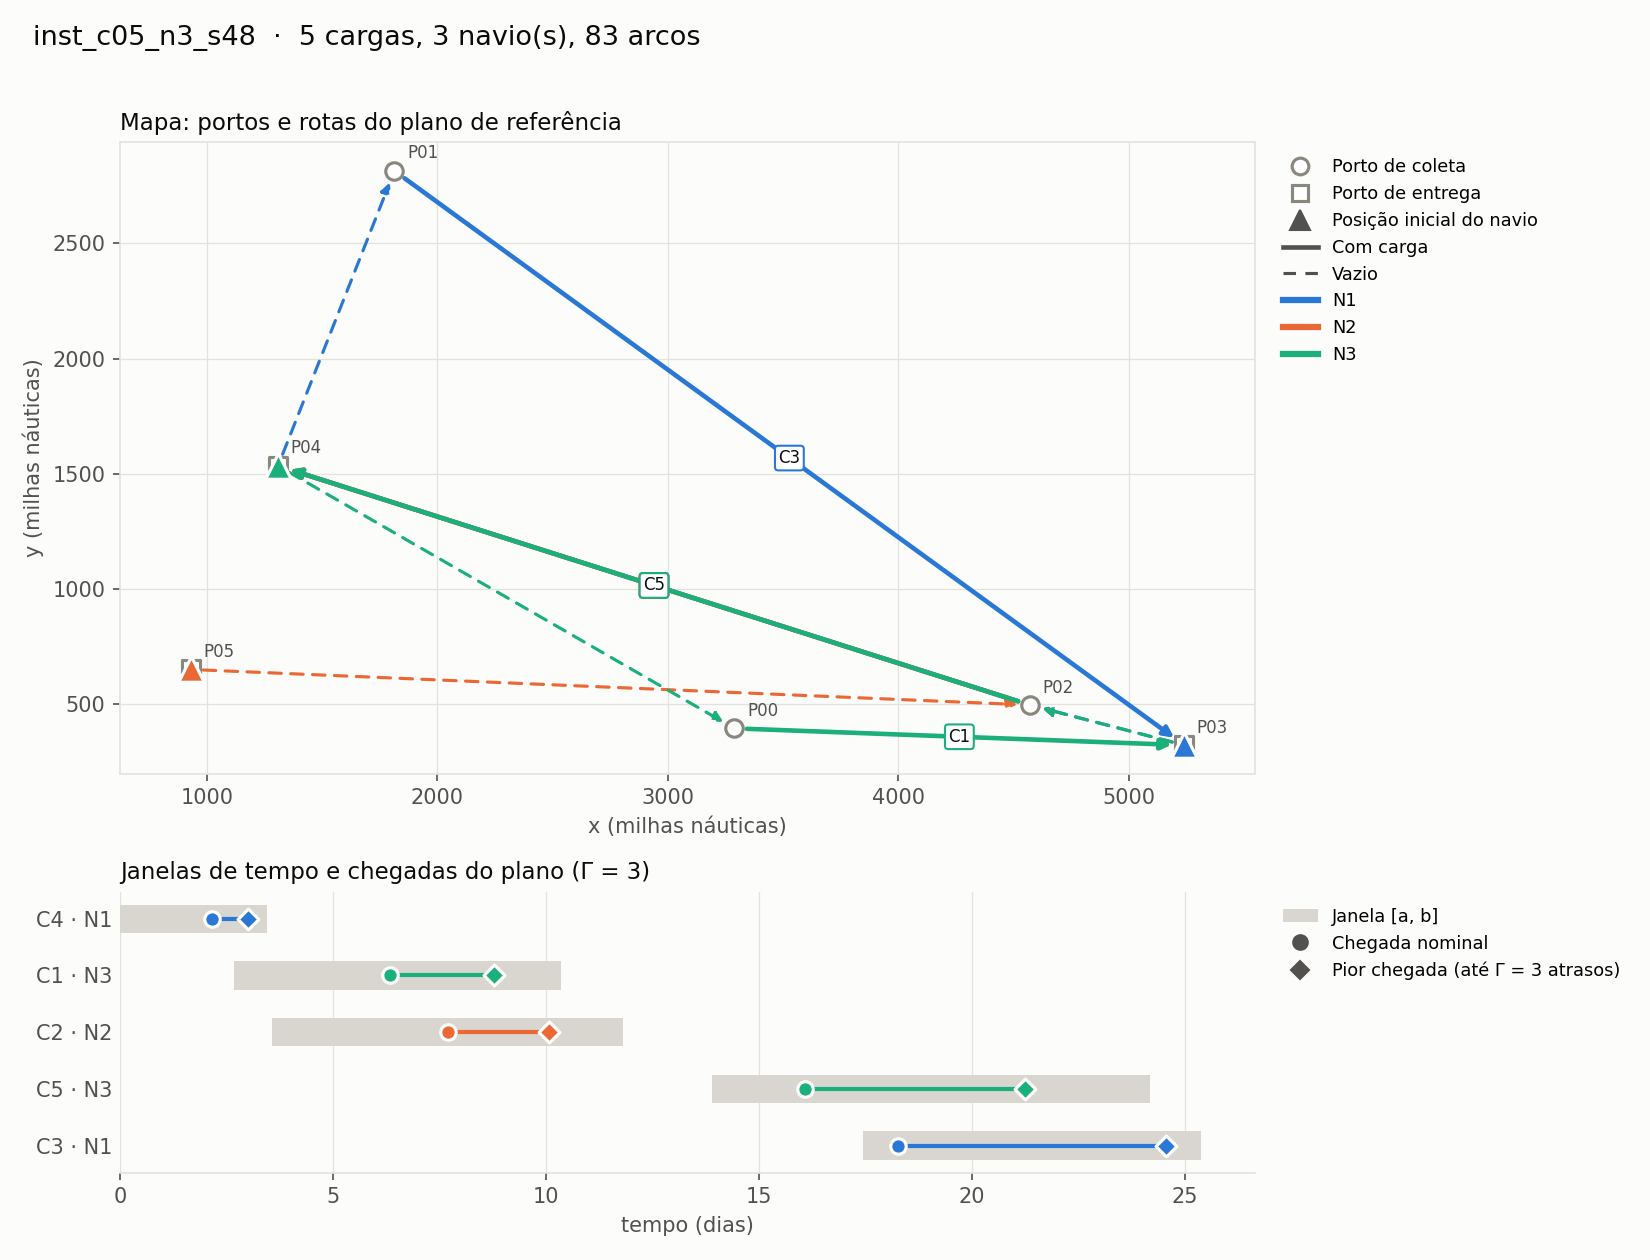 inst_c05_n3_s48 · 5 cargas, 3 navio(s), 83 arcos
Mapa: portos e rotas do plano de referência
y (milhas náuticas)
2500
2000
1500
1000
500
P01
P04
C3
C5
P05
P02
P00
P03
C1
1000
2000
3000
4000
5000
x (milhas náuticas)
Porto de coleta
Porto de entrega
Posição inicial do navio
Com carga
Vazio
N1
N2
N3
Janelas de tempo e chegadas do plano (Γ = 3)
C4 · N1
C1 · N3
C2 · N2
C5 · N3
C3 · N1
0
5
10
15
20
25
tempo (dias)
Janela [a, b]
Chegada nominal
Pior chegada (até Γ = 3 atrasos)